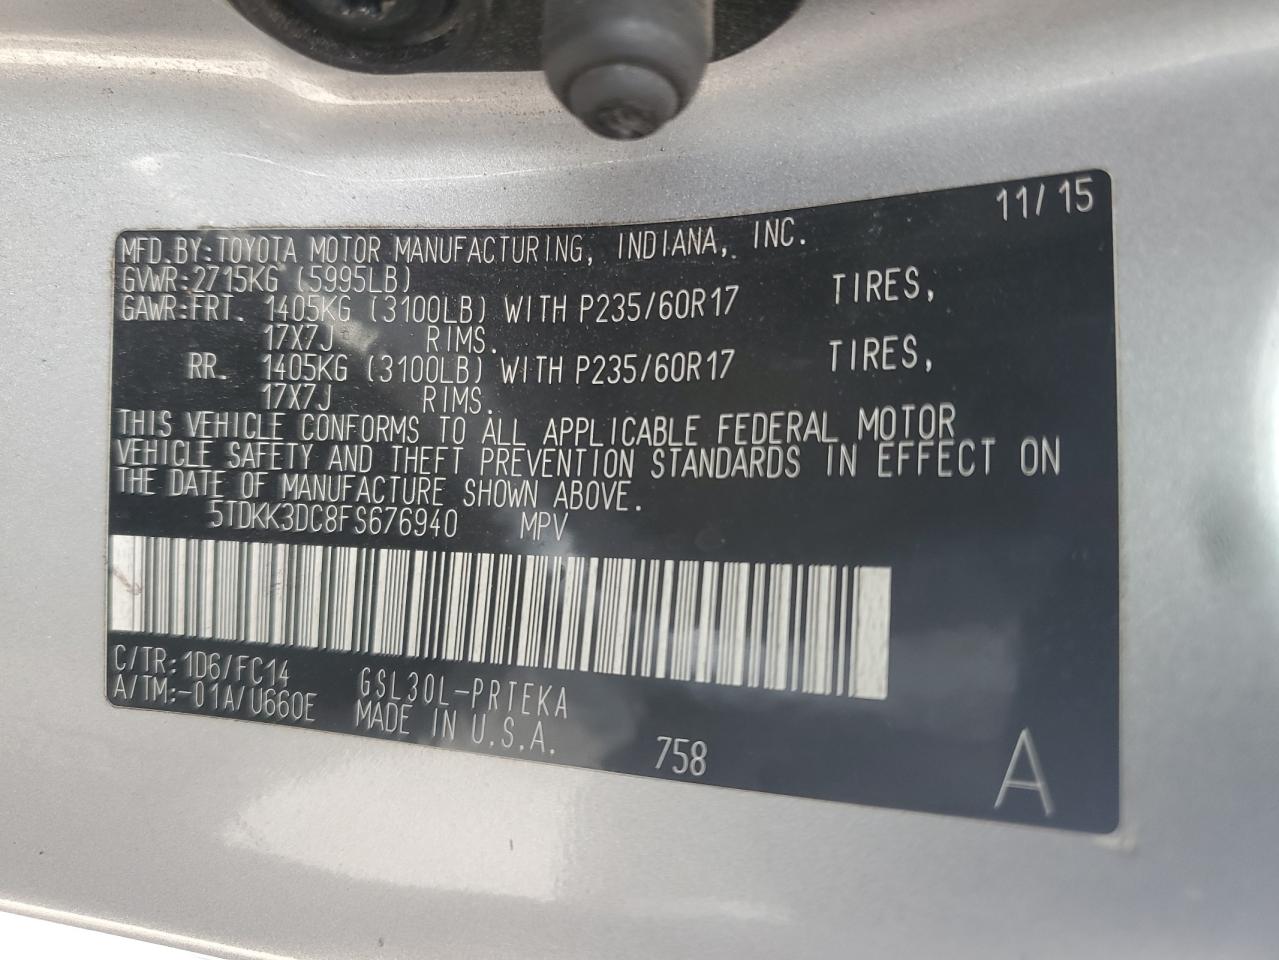 11/15
MFD.BY:TOYOTA MOTOR MANUFACTURING, INDIANA, INC.
GVWR:2715KG (5995LB)
GAWR:FRT. 1405KG (3100LB) WITH P235/60R17 TIRES,
17X7J RIMS.
RR. 1405KG (3100LB) WITH P235/60R17 TIRES,
17X7J RIMS.
THIS VEHICLE CONFORMS TO ALL APPLICABLE FEDERAL MOTOR
VEHICLE SAFETY AND THEFT PREVENTION STANDARDS IN EFFECT ON
THE DATE OF MANUFACTURE SHOWN ABOVE.
5TDKK3DC8FS676940 MPV
C/TR:1D6/FC14 GSL30L-PRTEKA
A/TM:-01A/U660E MADE IN U.S.A.
758
A